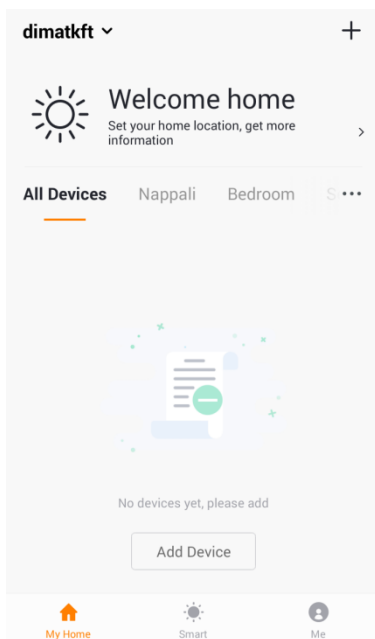 dimatkft
Welcome home
Set your home location, get more
information
All Devices Nappali Bedroom
No devices yet, please add
Add Device
My Home Smart Me